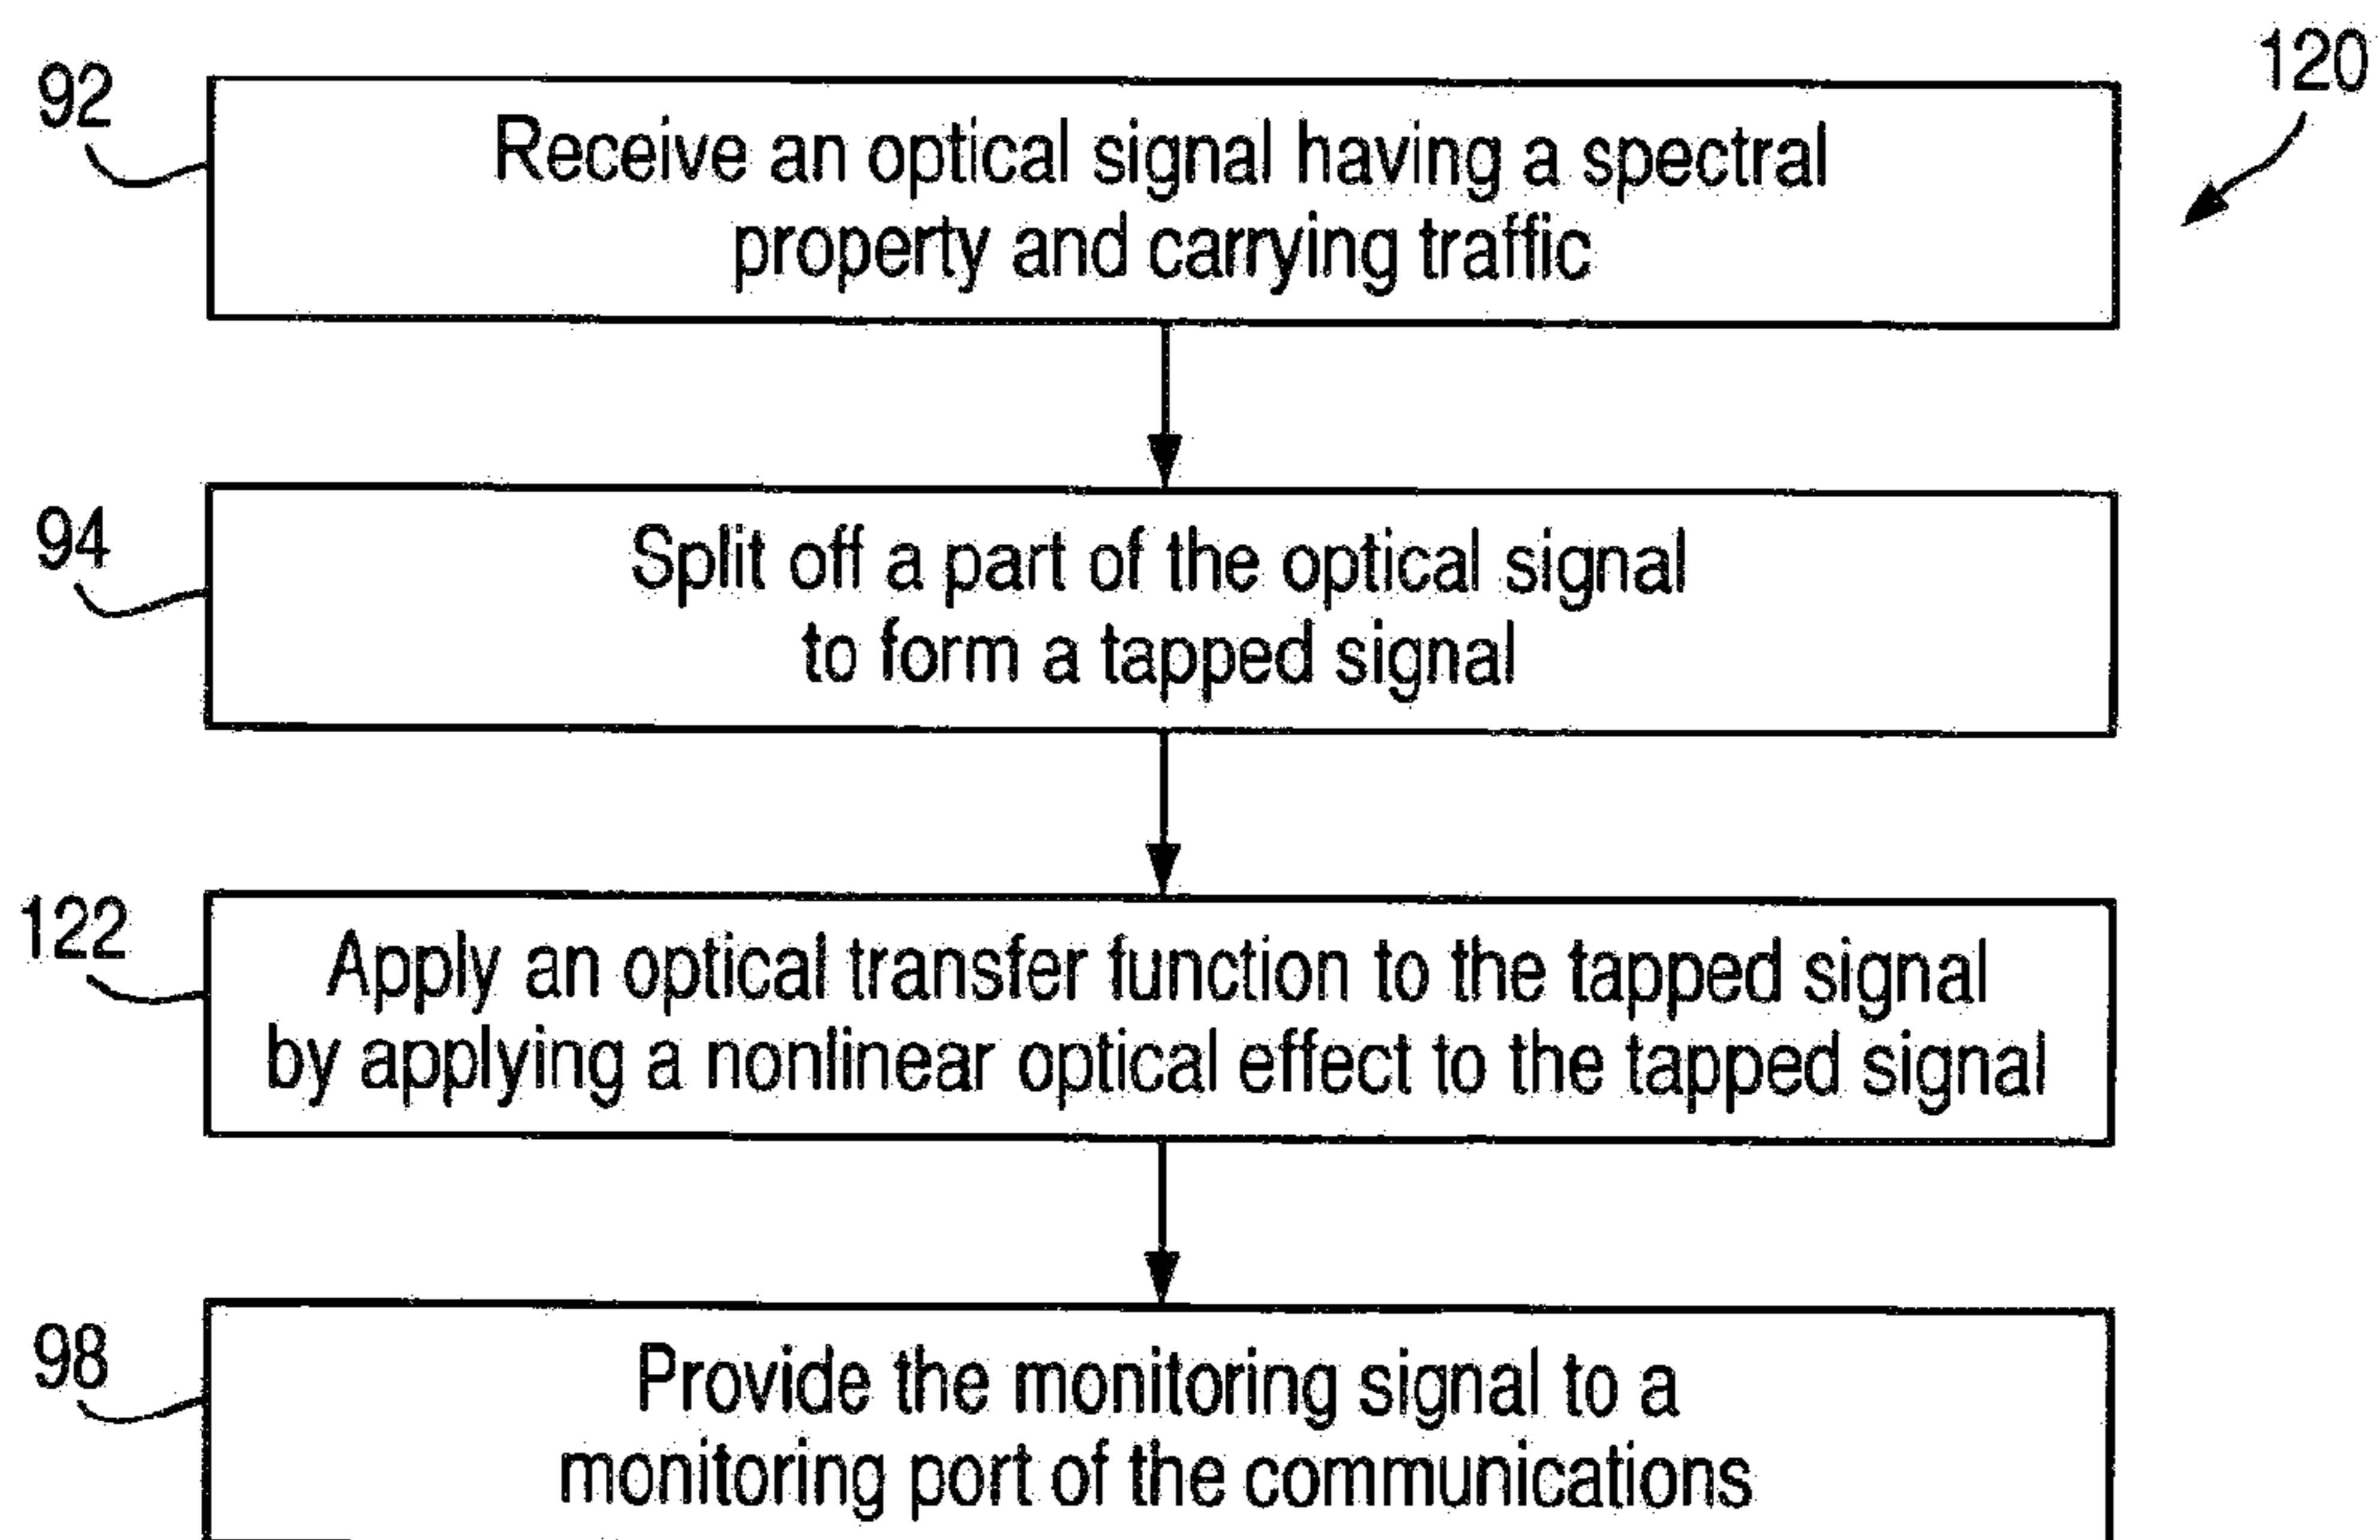 120
92
Receive an optical signal having a spectral
property and carrying traffic
94
Split off a part of the optical signal
to form a tapped signal
122
Apply an optical transfer function to the tapped signal
by applying a nonlinear optical effect to the tapped signal
98
Provide the monitoring signal to a
monitoring port of the communications